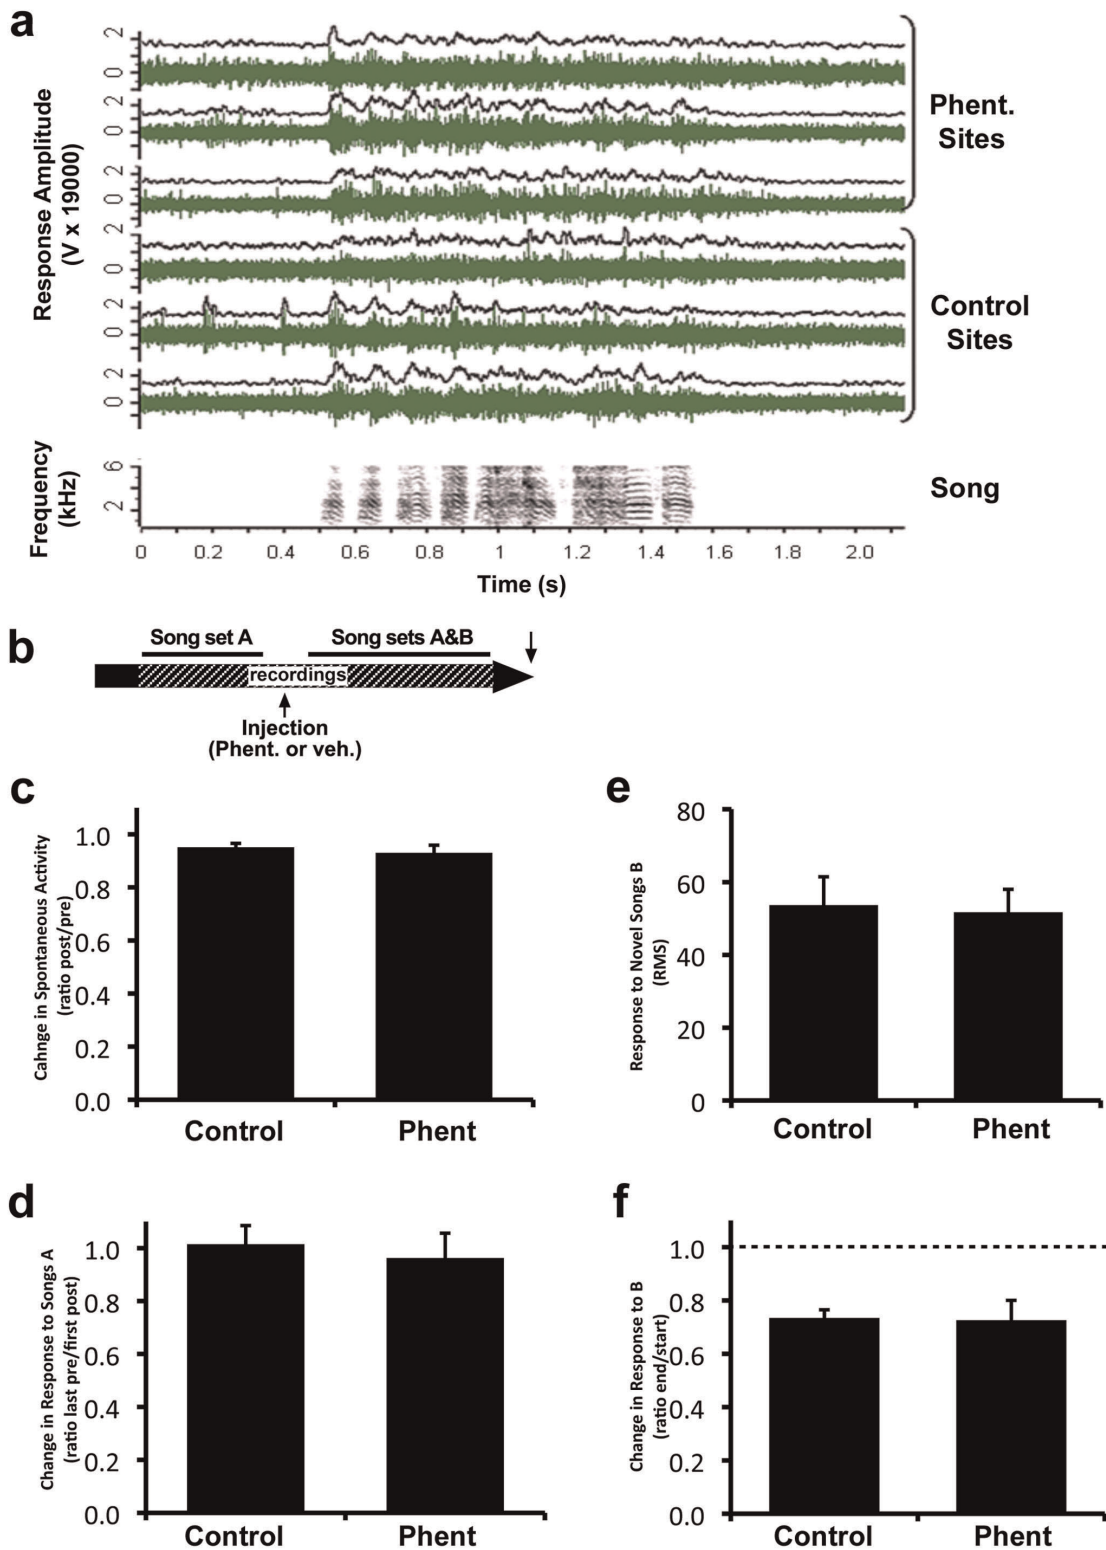 a
Response Amplitude
(V x 19000)
2
0
2
0
2
0
2
0
2
0
2
0
Phent.
Sites
Control
Sites
Frequency
(kHz)
6
2
Song
0 0.2 0.4 0.6 0.8 1 1.2 1.4 1.6 1.8 2.0
Time (s)
b
Song set A Song sets A&B
recordings
Injection
(Phent. or veh.)
c
Cahnge in Spontaneous Activity
(ratio post/pre)
1.0
0.8
0.6
0.4
0.2
0.0
Control Phent
e
Response to Novel Songs B
(RMS)
80
60
40
20
0
Control Phent
d
Change in Response to Songs A
(ratio last pre/first post)
1.0
0.8
0.6
0.4
0.2
0.0
Control Phent
f
Change in Response to B
(ratio end/start)
1.0
0.8
0.6
0.4
0.2
0.0
Control Phent